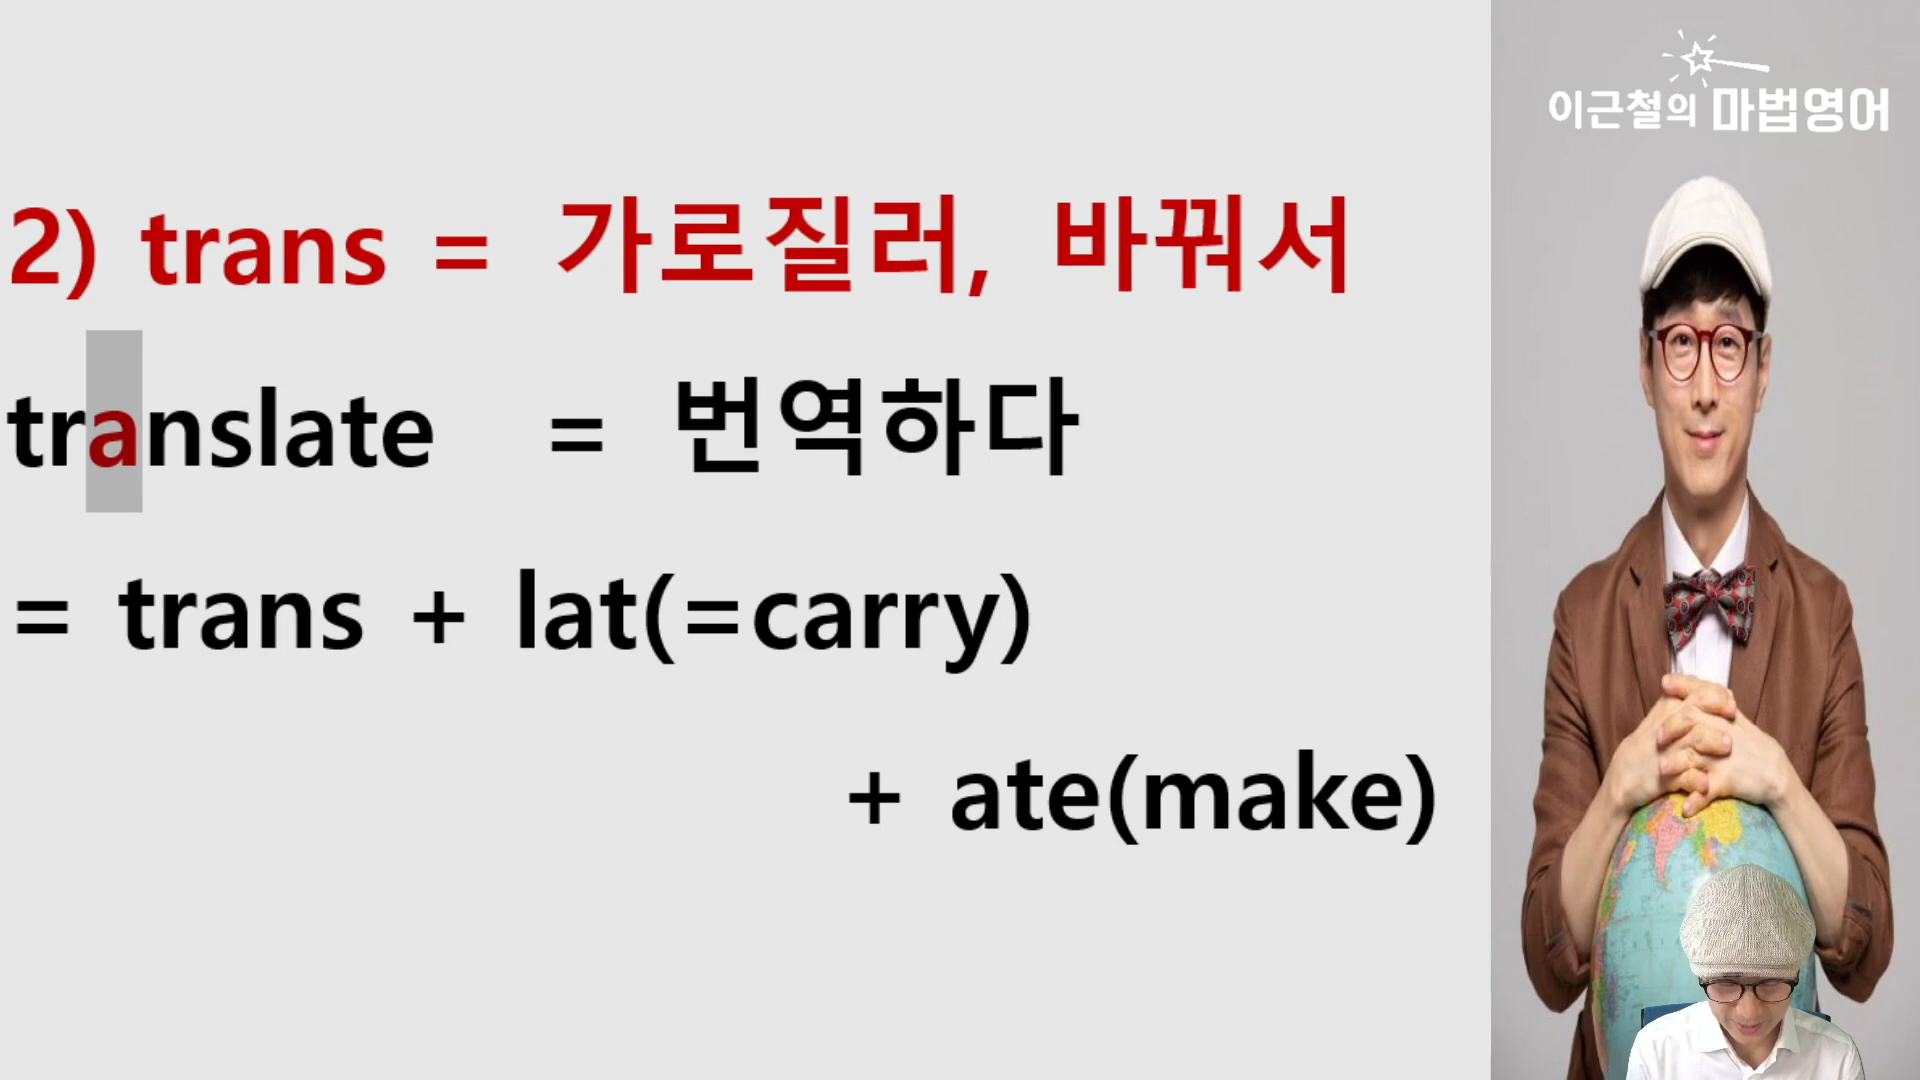 이근철의 마법영어
2) trans = 가로질러, 바꿔서
translate = 번역하다
= trans + lat(=carry)
+ ate(make)